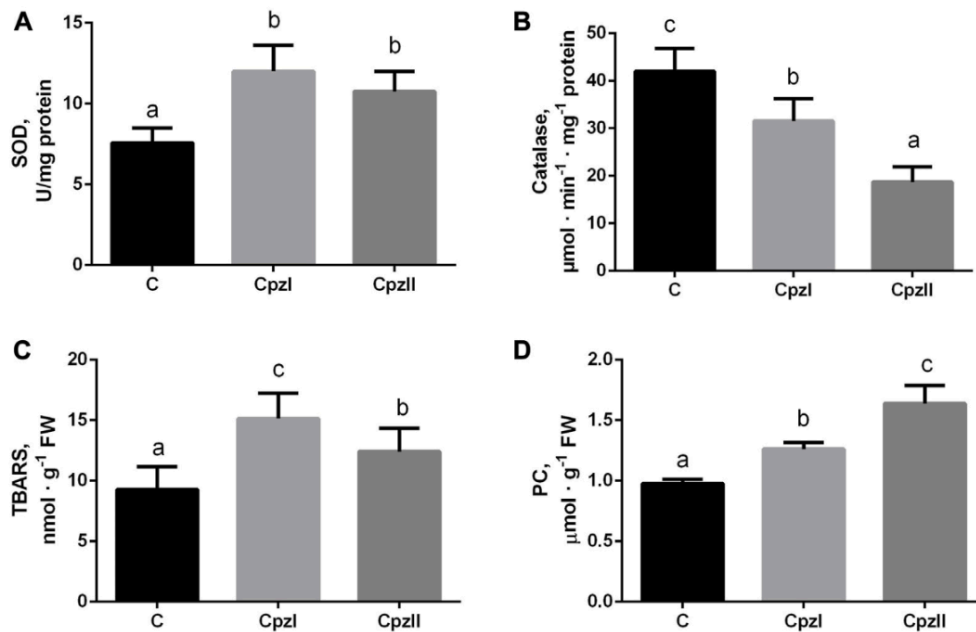 A
SOD,
U/mg protein
15
10
5
0
a
b
b
C
CpzI
CpzII
B
Catalase,
µmol · min⁻¹ · mg⁻¹ protein
50
40
30
20
10
0
c
b
a
C
CpzI
CpzII
C
TBARS,
nmol · g⁻¹ FW
20
15
10
5
0
a
c
b
C
CpzI
CpzII
D
PC,
µmol · g⁻¹ FW
2.0
1.5
1.0
0.5
0.0
a
b
c
C
CpzI
CpzII